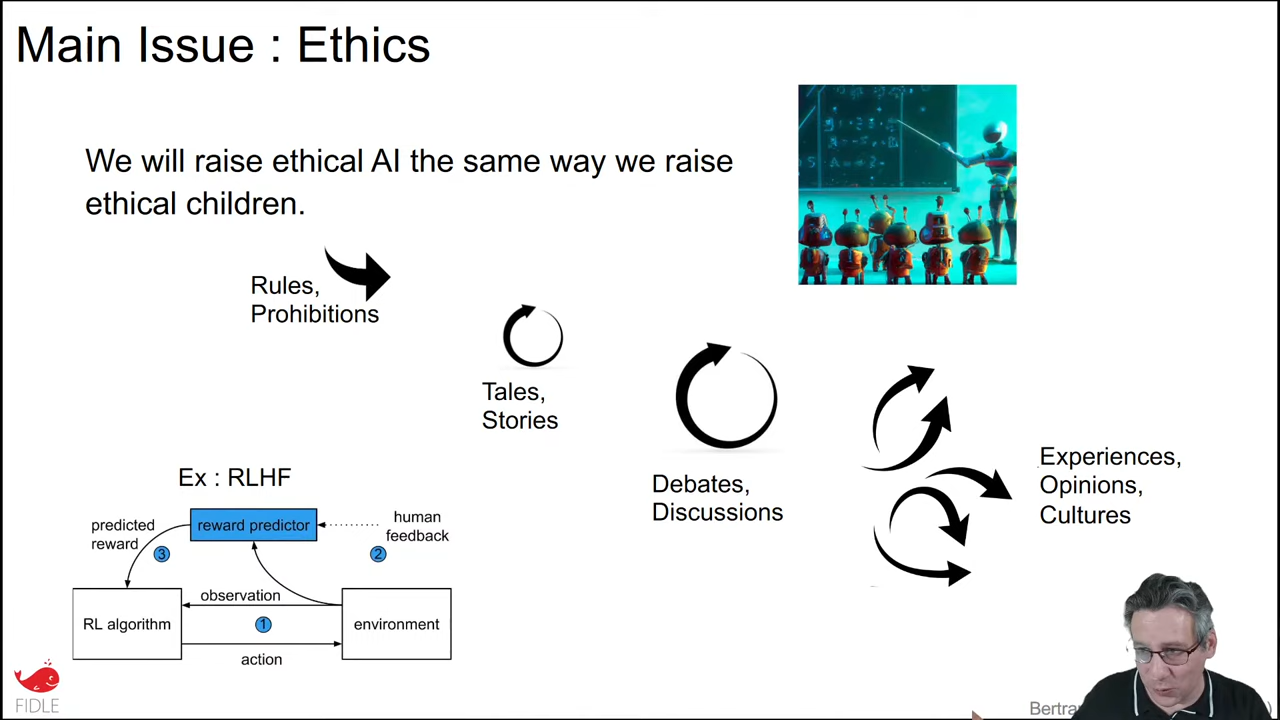 Main Issue : Ethics
We will raise ethical AI the same way we raise
ethical children.
Rules,
Prohibitions
Tales,
Stories
Debates,
Discussions
Experiences,
Opinions,
Cultures
Ex : RLHF
predicted
reward
reward predictor
human
feedback
3
2
observation
RL algorithm
1
environment
action
FIDLE